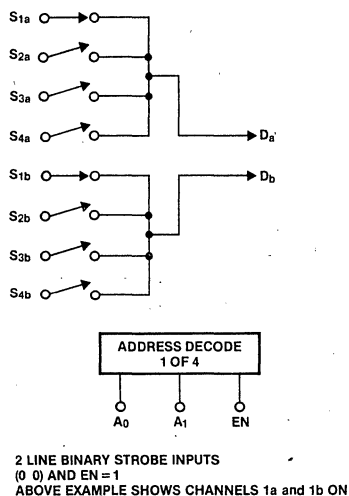 S1a
S2a
S3a
S4a
Da
S1b
Db
S2b
S3b
S4b
ADDRESS DECODE
1 OF 4
A0 A1 EN
2 LINE BINARY STROBE INPUTS
(0 0) AND EN = 1
ABOVE EXAMPLE SHOWS CHANNELS 1a and 1b ON